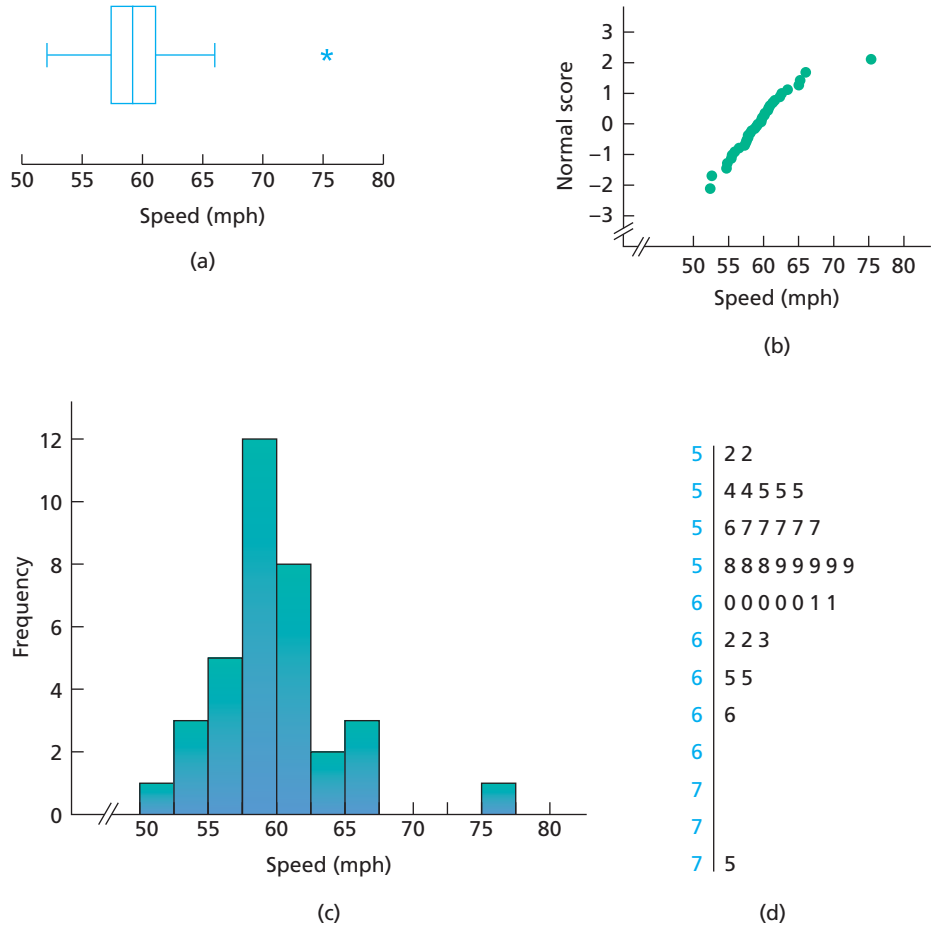 50 55 60 65 70 75 80
Speed (mph)
(a)
Normal score
3
2
1
0
−1
−2
−3
50 55 60 65 70 75 80
Speed (mph)
(b)
Frequency
12
10
8
6
4
2
0
50 55 60 65 70 75 80
Speed (mph)
(c)
5 2 2
5 4 4 5 5 5
5 6 7 7 7 7 7
5 8 8 8 9 9 9 9 9
6 0 0 0 0 0 1 1
6 2 2 3
6 5 5
6 6
6
7
7
7 5
(d)